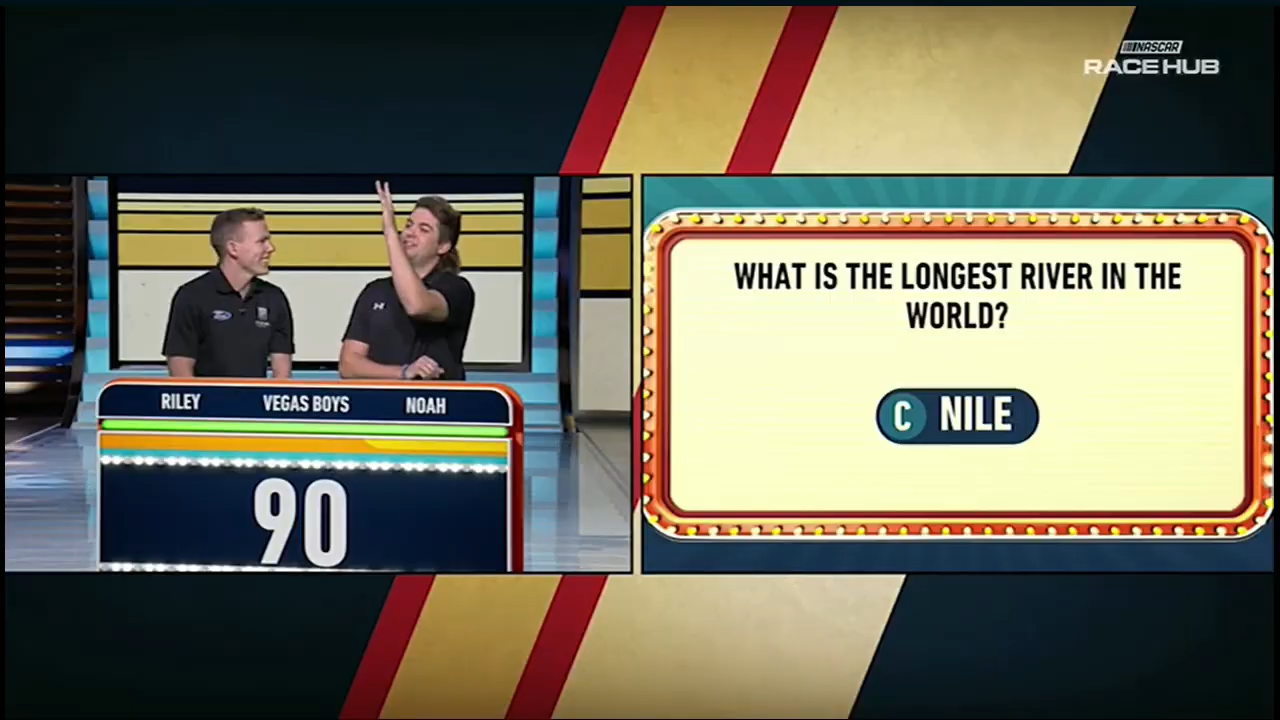 NASCAR
RACE HUB
WHAT IS THE LONGEST RIVER IN THE
WORLD?
C NILE
RILEY VEGAS BOYS NOAH
90